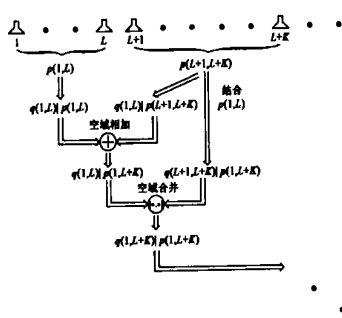 1 L L+1 L+K
p(1,L) p(L+1,L+K)
结合
p(1,L)
q(1,L)|p(1,L) q(1,L)|p(L+1,L+K)
空域相加
q(1,L)|p(1,L+K) q(L+1,L+K)|p(1,L+K)
空域合并
q(1,L+K)|p(1,L+K)